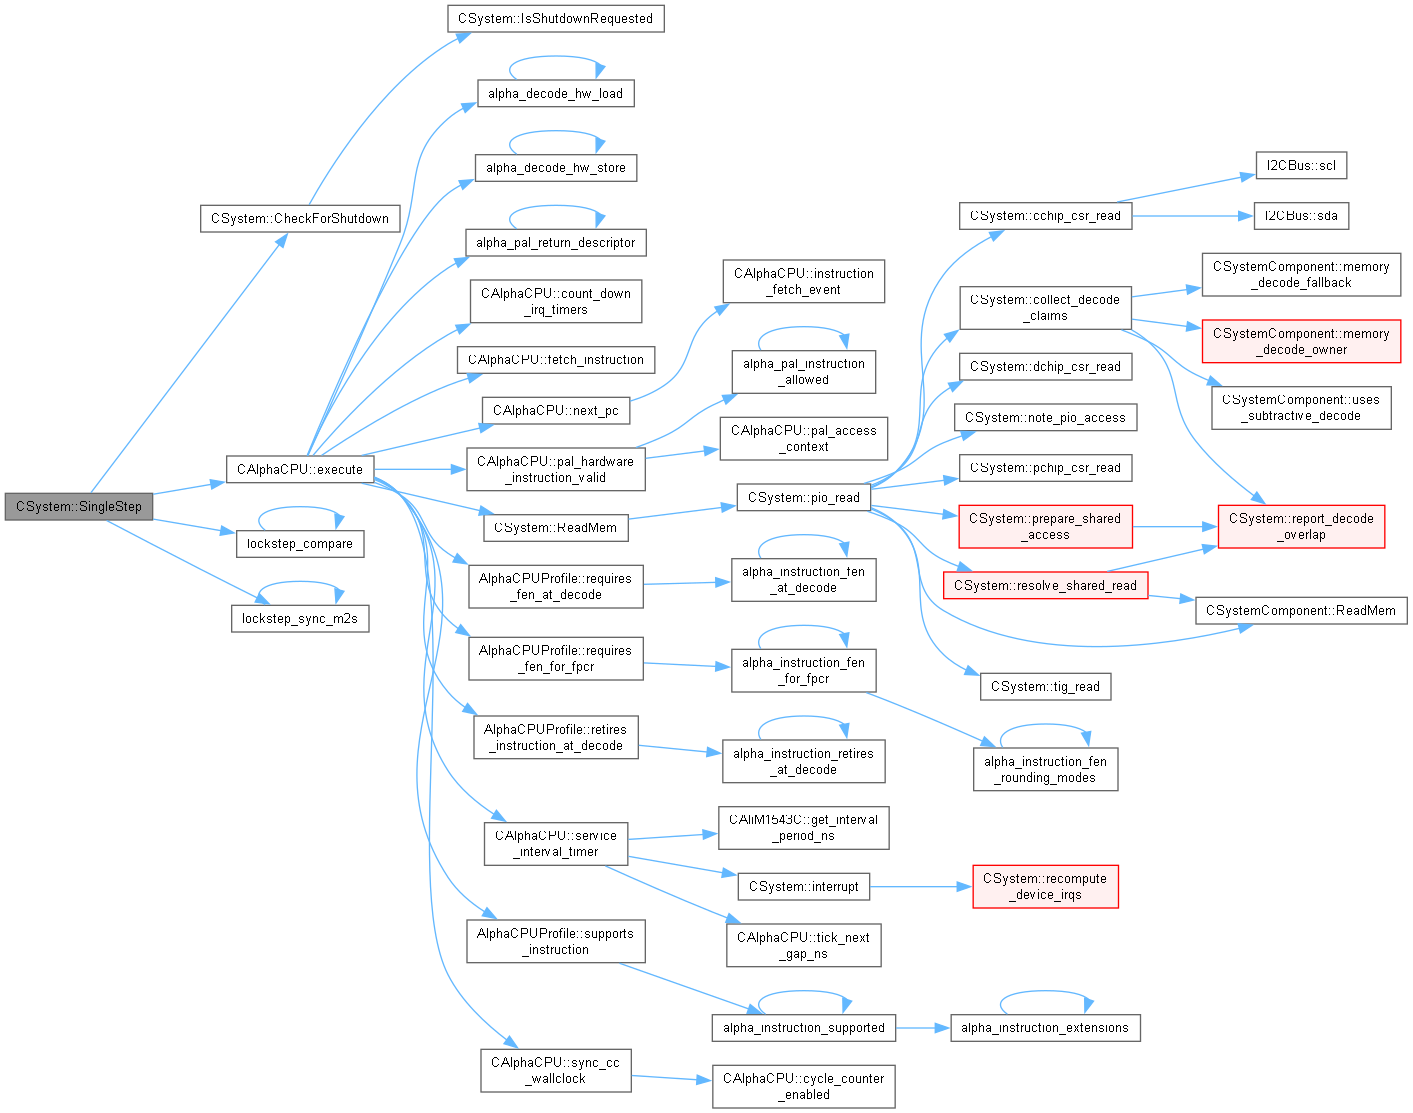 CSystem::IsShutdownRequested
alpha_decode_hw_load
alpha_decode_hw_store
CSystem::CheckForShutdown
alpha_pal_return_descriptor
CAlphaCPU::count_down
_irq_timers
CAlphaCPU::fetch_instruction
CAlphaCPU::next_pc
CAlphaCPU::execute
CAlphaCPU::pal_hardware
_instruction_valid
CSystem::SingleStep
CSystem::ReadMem
lockstep_compare
lockstep_sync_m2s
AlphaCPUProfile::requires
_fen_at_decode
AlphaCPUProfile::requires
_fen_for_fpcr
AlphaCPUProfile::retires
_instruction_at_decode
CAlphaCPU::service
_interval_timer
AlphaCPUProfile::supports
_instruction
CAlphaCPU::sync_cc
_wallclock
CAlphaCPU::instruction
_fetch_event
alpha_pal_instruction
_allowed
CAlphaCPU::pal_access
_context
CSystem::pio_read
alpha_instruction_fen
_at_decode
alpha_instruction_fen
_for_fpcr
alpha_instruction_retires
_at_decode
CAliM1543C::get_interval
_period_ns
CSystem::interrupt
CAlphaCPU::tick_next
_gap_ns
alpha_instruction_supported
CAlphaCPU::cycle_counter
_enabled
CSystem::cchip_csr_read
CSystem::collect_decode
_claims
CSystem::dchip_csr_read
CSystem::note_pio_access
CSystem::pchip_csr_read
CSystem::prepare_shared
_access
CSystem::resolve_shared_read
CSystem::tig_read
alpha_instruction_fen
_rounding_modes
CSystem::recompute
_device_irqs
alpha_instruction_extensions
I2CBus::scl
I2CBus::sda
CSystemComponent::memory
_decode_fallback
CSystemComponent::memory
_decode_owner
CSystemComponent::uses
_subtractive_decode
CSystem::report_decode
_overlap
CSystemComponent::ReadMem